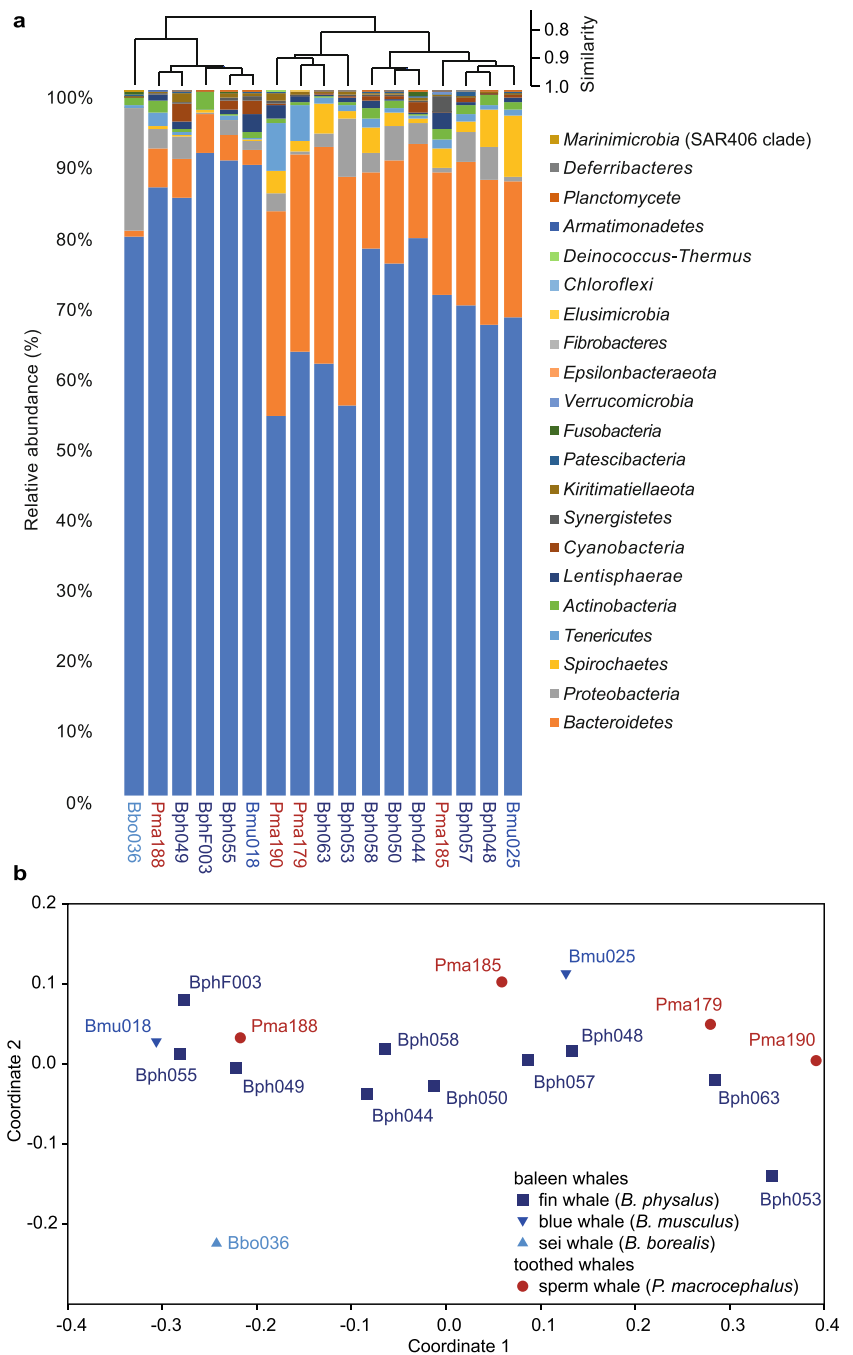 a
0.8
0.9
1.0
Similarity
100%
90%
80%
70%
60%
50%
40%
30%
20%
10%
0%
Relative abundance (%)
Marinimicrobia (SAR406 clade)
Deferribacteres
Planctomycete
Armatimonadetes
Deinococcus-Thermus
Chloroflexi
Elusimicrobia
Fibrobacteres
Epsilonbacteraeota
Verrucomicrobia
Fusobacteria
Patescibacteria
Kiritimatiellaeota
Synergistetes
Cyanobacteria
Lentisphaerae
Actinobacteria
Tenericutes
Spirochaetes
Proteobacteria
Bacteroidetes
Bbo036
Pma188
Bph049
BphF003
Bph055
Bmu018
Pma190
Pma179
Bph063
Bph053
Bph058
Bph050
Bph044
Pma185
Bph057
Bph048
Bmu025
b
0.2
0.1
0.0
-0.1
-0.2
Coordinate 2
Pma185
Bmu025
BphF003
Pma179
Bmu018
Pma188
Bph058
Bph048
Pma190
Bph055
Bph049
Bph044
Bph050
Bph057
Bph063
Bph053
Bbo036
baleen whales
fin whale (B. physalus)
blue whale (B. musculus)
sei whale (B. borealis)
toothed whales
sperm whale (P. macrocephalus)
-0.4
-0.3
-0.2
-0.1
0.0
0.1
0.2
0.3
0.4
Coordinate 1